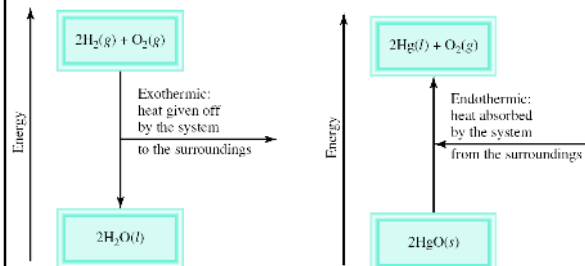 2H₂(g) + O₂(g)
Exothermic:
heat given off
by the system
to the surroundings
Energy
2H₂O(l)
2Hg(l) + O₂(g)
Endothermic:
heat absorbed
by the system
from the surroundings
Energy
2HgO(s)